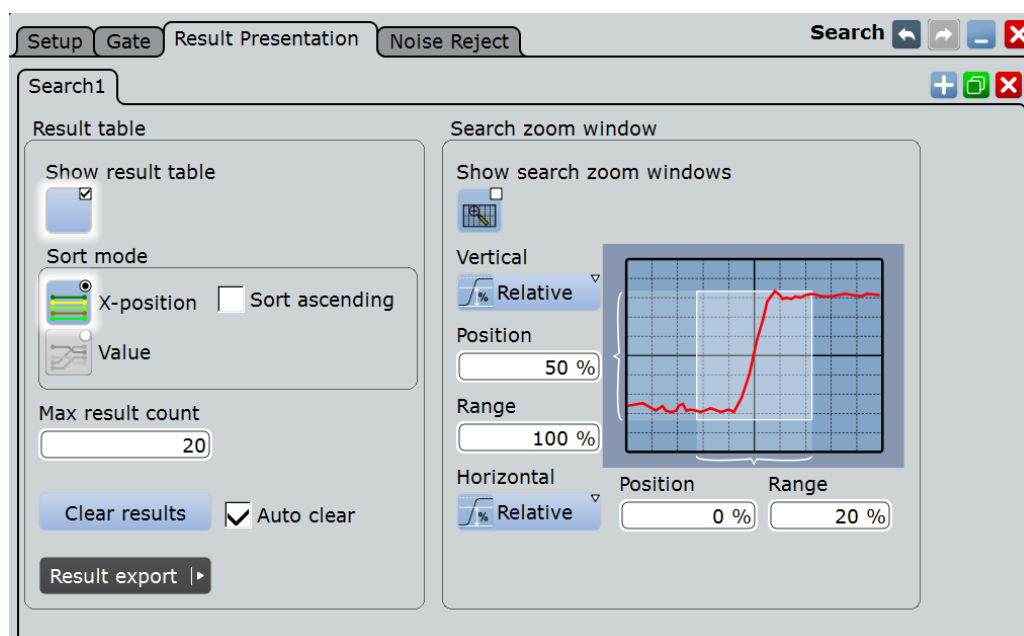 Setup Gate Result Presentation Noise Reject Search
Search1
Result table
Show result table
Sort mode
X-position Sort ascending
Value
Max result count
20
Clear results Auto clear
Result export
Search zoom window
Show search zoom windows
Vertical
% Relative
Position
50 %
Range
100 %
Horizontal
% Relative
Position Range
0 % 20 %